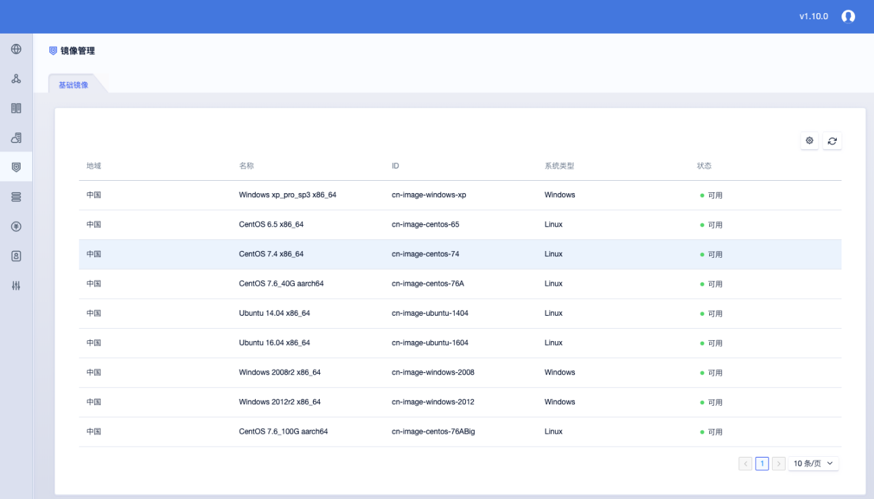 v1.10.0
镜像管理
基础镜像
地域 名称 ID 系统类型 状态
中国 Windows xp_pro_sp3 x86_64 cn-image-windows-xp Windows 可用
中国 CentOS 6.5 x86_64 cn-image-centos-65 Linux 可用
中国 CentOS 7.4 x86_64 cn-image-centos-74 Linux 可用
中国 CentOS 7.6_40G aarch64 cn-image-centos-76A Linux 可用
中国 Ubuntu 14.04 x86_64 cn-image-ubuntu-1404 Linux 可用
中国 Ubuntu 16.04 x86_64 cn-image-ubuntu-1604 Linux 可用
中国 Windows 2008r2 x86_64 cn-image-windows-2008 Windows 可用
中国 Windows 2012r2 x86_64 cn-image-windows-2012 Windows 可用
中国 CentOS 7.6_100G aarch64 cn-image-centos-76ABig Linux 可用
1 10 条/页